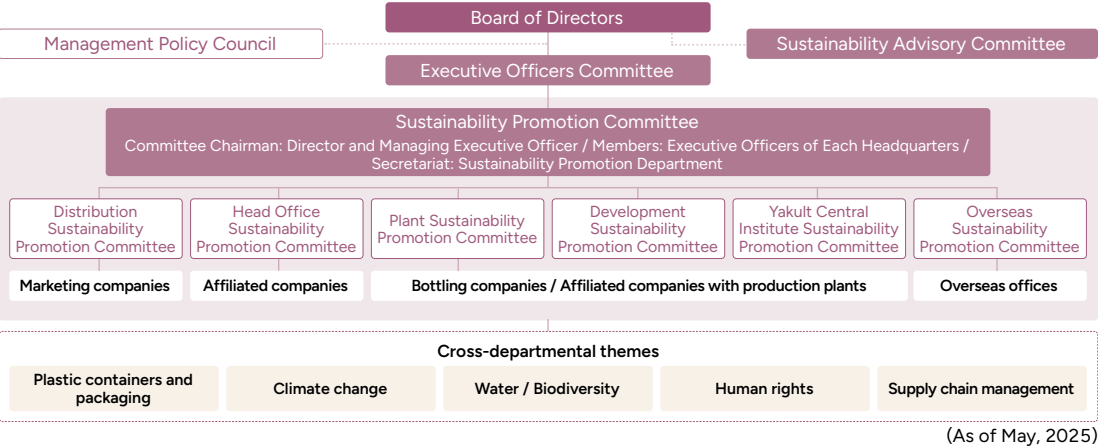 Board of Directors
Management Policy Council
Sustainability Advisory Committee
Executive Officers Committee
Sustainability Promotion Committee
Committee Chairman: Director and Managing Executive Officer / Members: Executive Officers of Each Headquarters /
Secretariat: Sustainability Promotion Department
Distribution
Sustainability
Promotion Committee
Head Office
Sustainability
Promotion Committee
Plant Sustainability
Promotion Committee
Development
Sustainability
Promotion Committee
Yakult Central
Institute Sustainability
Promotion Committee
Overseas
Sustainability
Promotion Committee
Marketing companies
Affiliated companies
Bottling companies / Affiliated companies with production plants
Overseas offices
Cross-departmental themes
Plastic containers and
packaging
Climate change
Water / Biodiversity
Human rights
Supply chain management
(As of May, 2025)